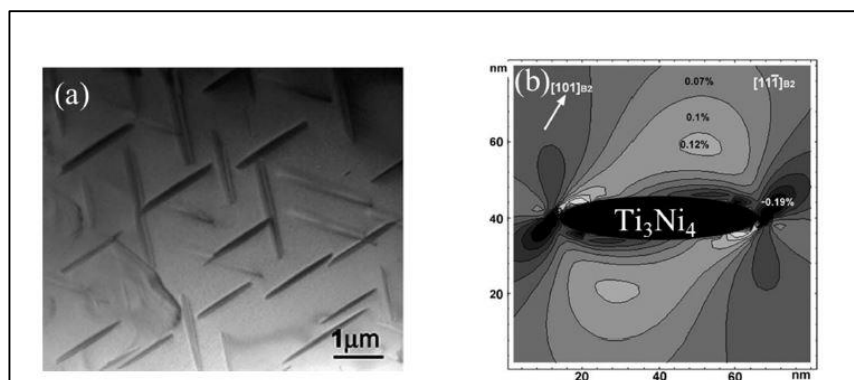 (a)
1µm
(b)
nm
[101]B2
[11̄1]B2
0.07%
0.1%
0.12%
-0.19%
Ti₃Ni₄
60
40
20
20
40
60
nm